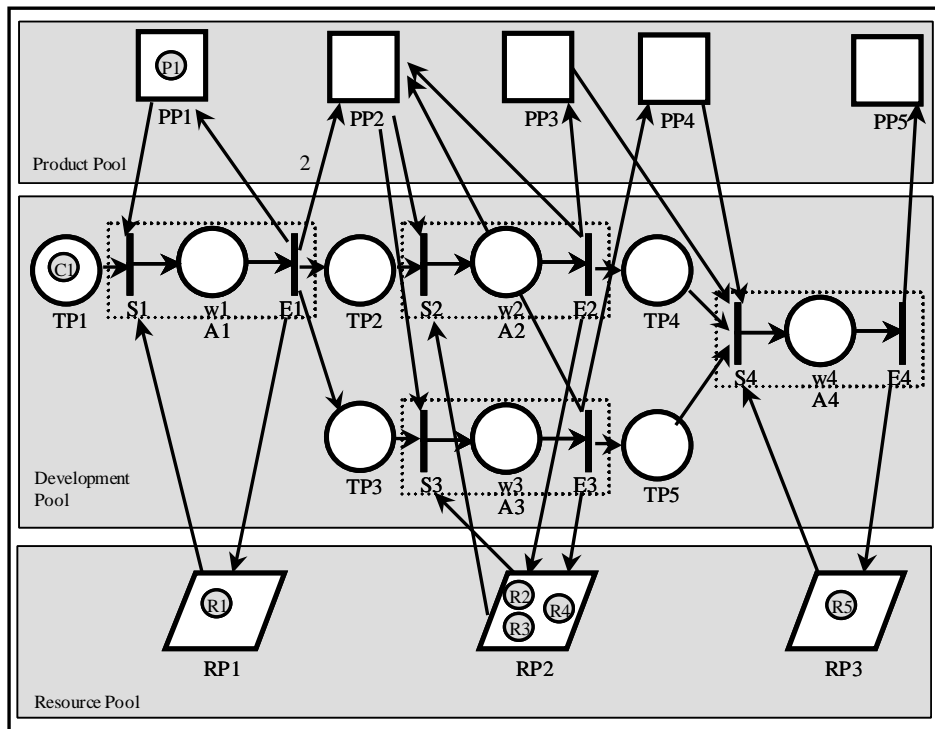 P1
PP1
PP2
PP3
PP4
PP5
2
Product Pool
C1
TP1
S1
w1
E1
A1
TP2
S2
w2
E2
A2
TP4
S4
w4
E4
A4
TP3
S3
w3
E3
A3
TP5
Development
Pool
R1
R2
R3
R4
R5
RP1
RP2
RP3
Resource Pool